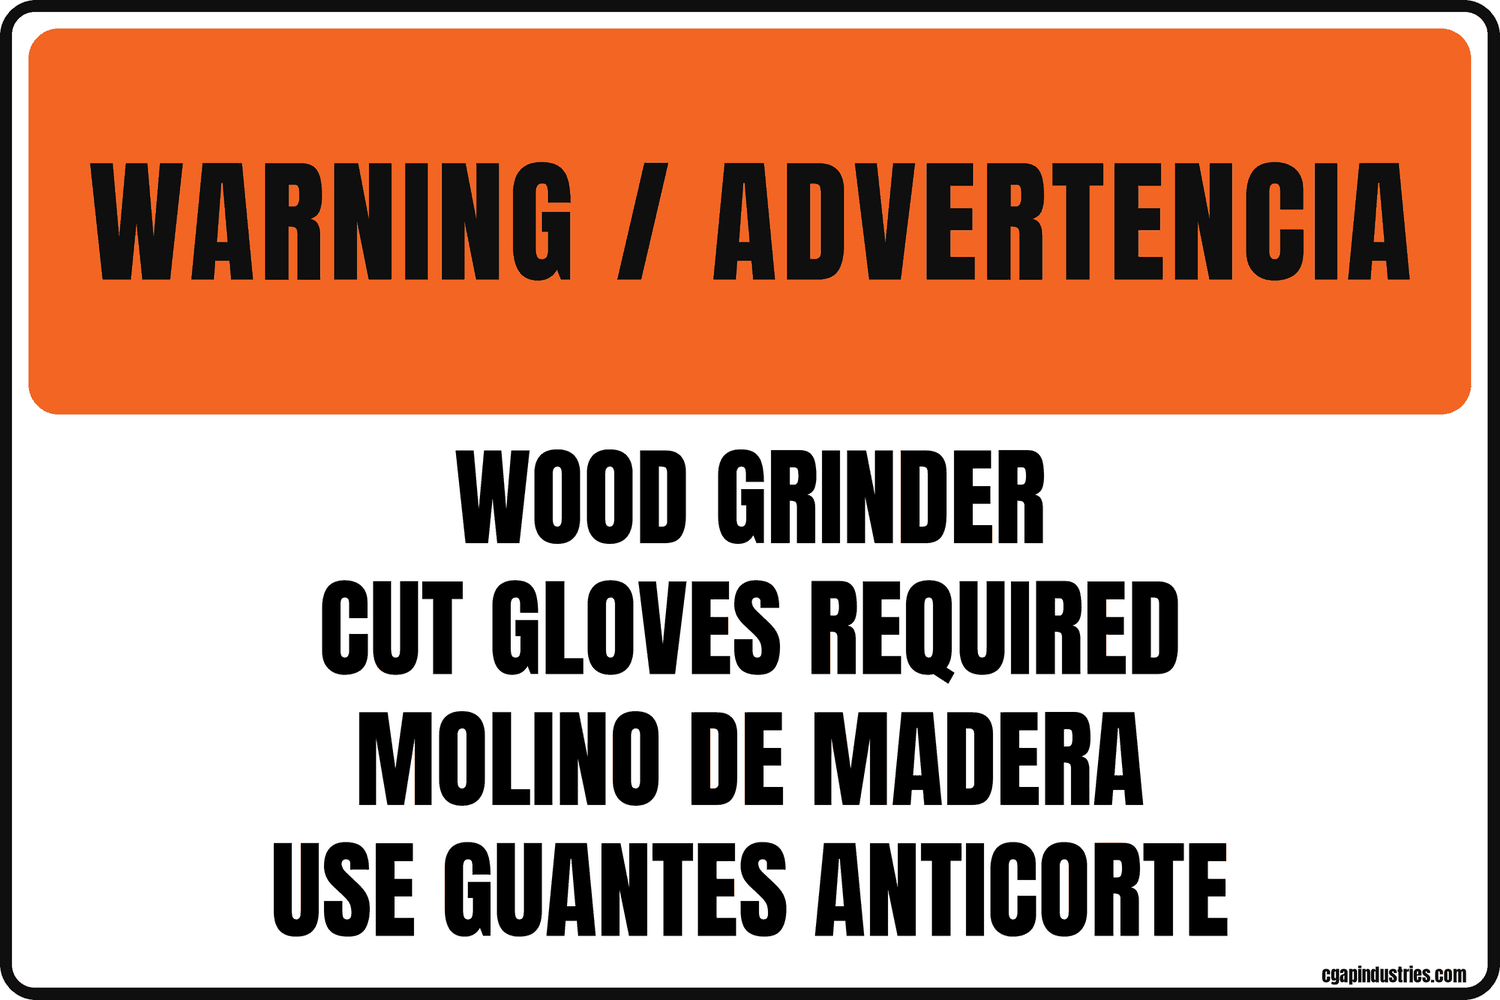 WARNING / ADVERTENCIA
WOOD GRINDER
CUT GLOVES REQUIRED
MOLINO DE MADERA
USE GUANTES ANTICORTE
cgapindustries.com